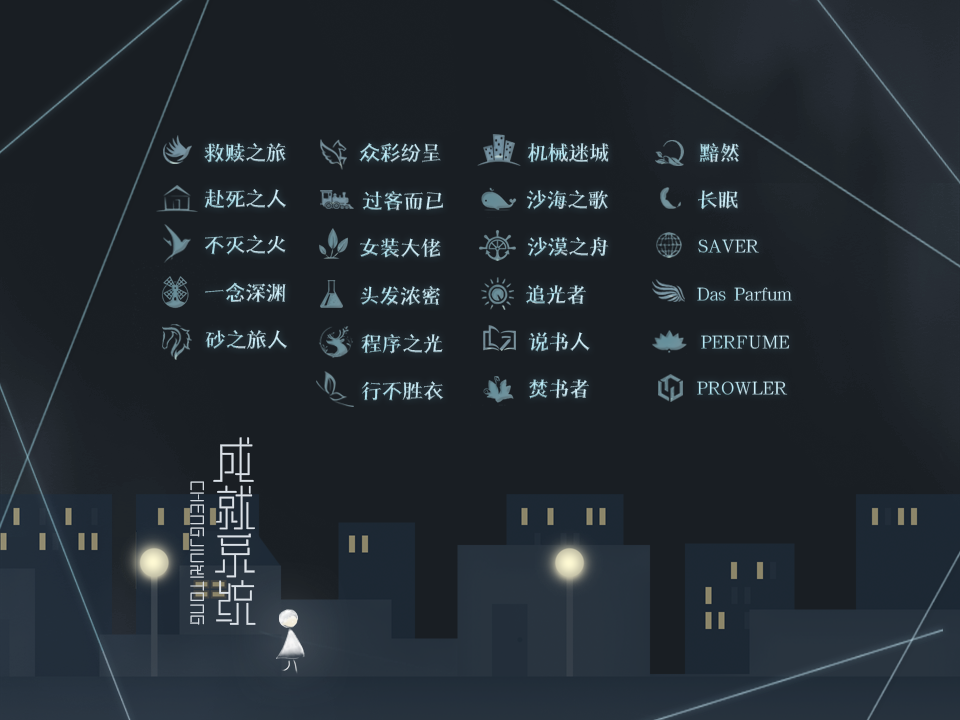 救赎之旅
赴死之人
不灭之火
一念深渊
砂之旅人
众彩纷呈
过客而已
女装大佬
头发浓密
程序之光
行不胜衣
机械迷城
沙海之歌
沙漠之舟
追光者
说书人
焚书者
黯然
长眠
SAVER
Das Parfum
PERFUME
PROWLER
成就系统
CHENG JIU XI TONG